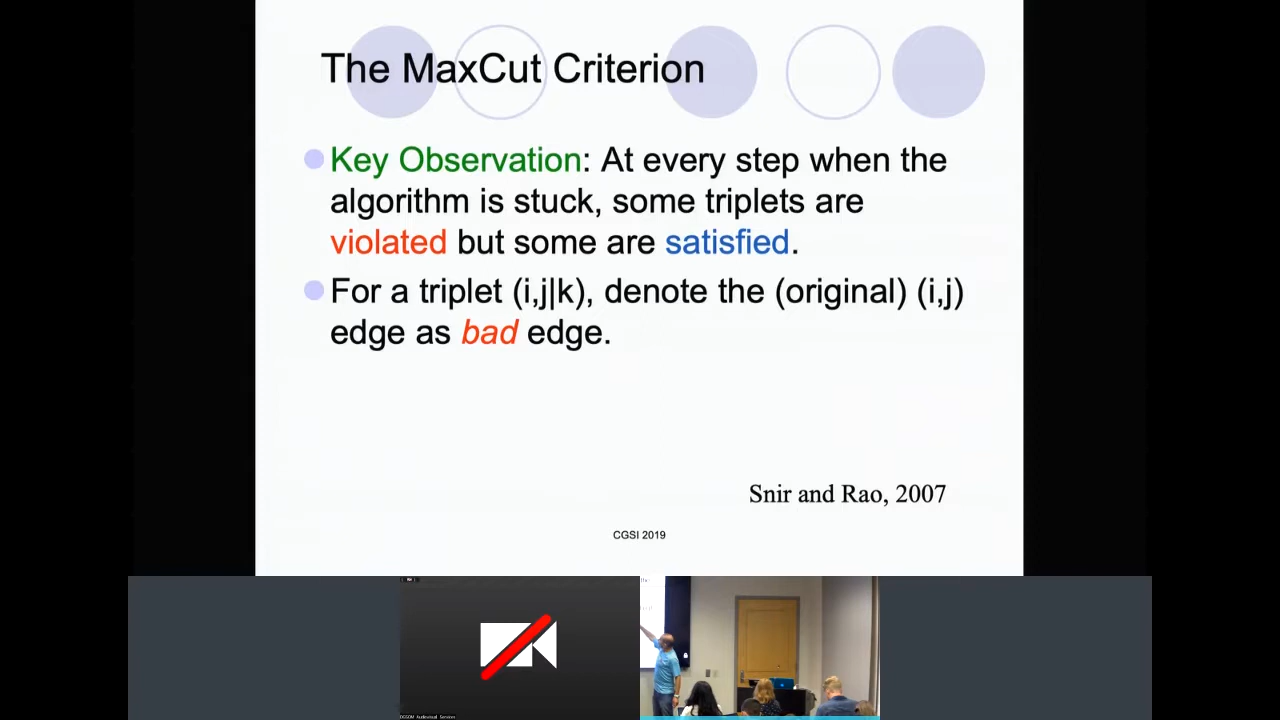 The MaxCut Criterion
Key Observation: At every step when the
algorithm is stuck, some triplets are
violated but some are satisfied.
For a triplet (i,j|k), denote the (original) (i,j)
edge as bad edge.
Snir and Rao, 2007
CGSI 2019